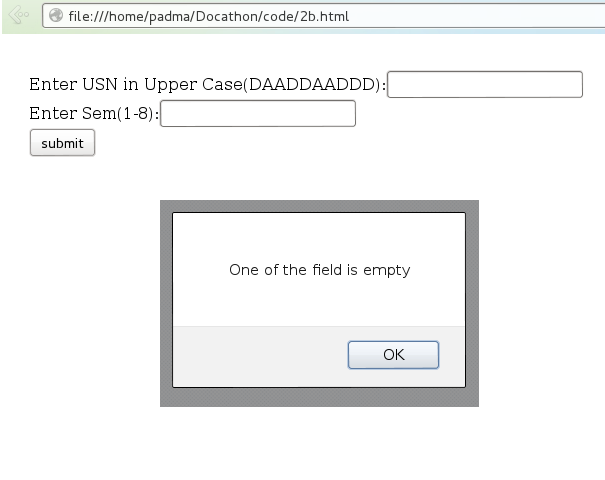 file:///home/padma/Docathon/code/2b.html
Enter USN in Upper Case(DAADDAADDD):
Enter Sem(1-8):
submit
One of the field is empty
OK